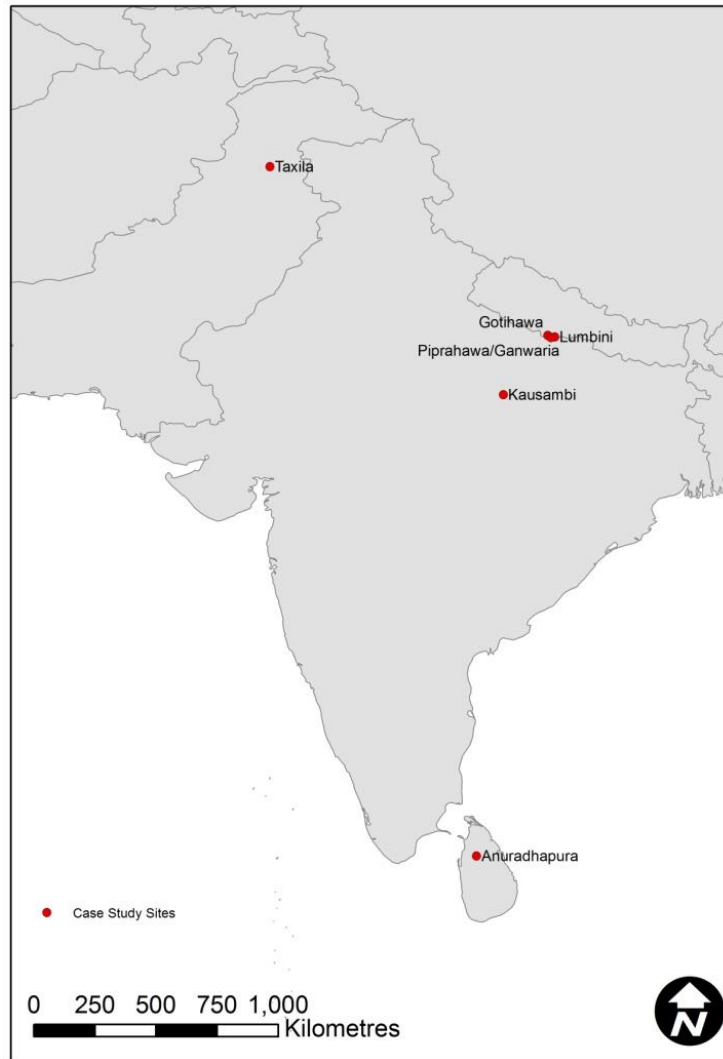 Taxila
Gotihawa
Lumbini
Piprahawa/Ganwaria
Kausambi
Anuradhapura
Case Study Sites
0 250 500 750 1,000
Kilometres
N